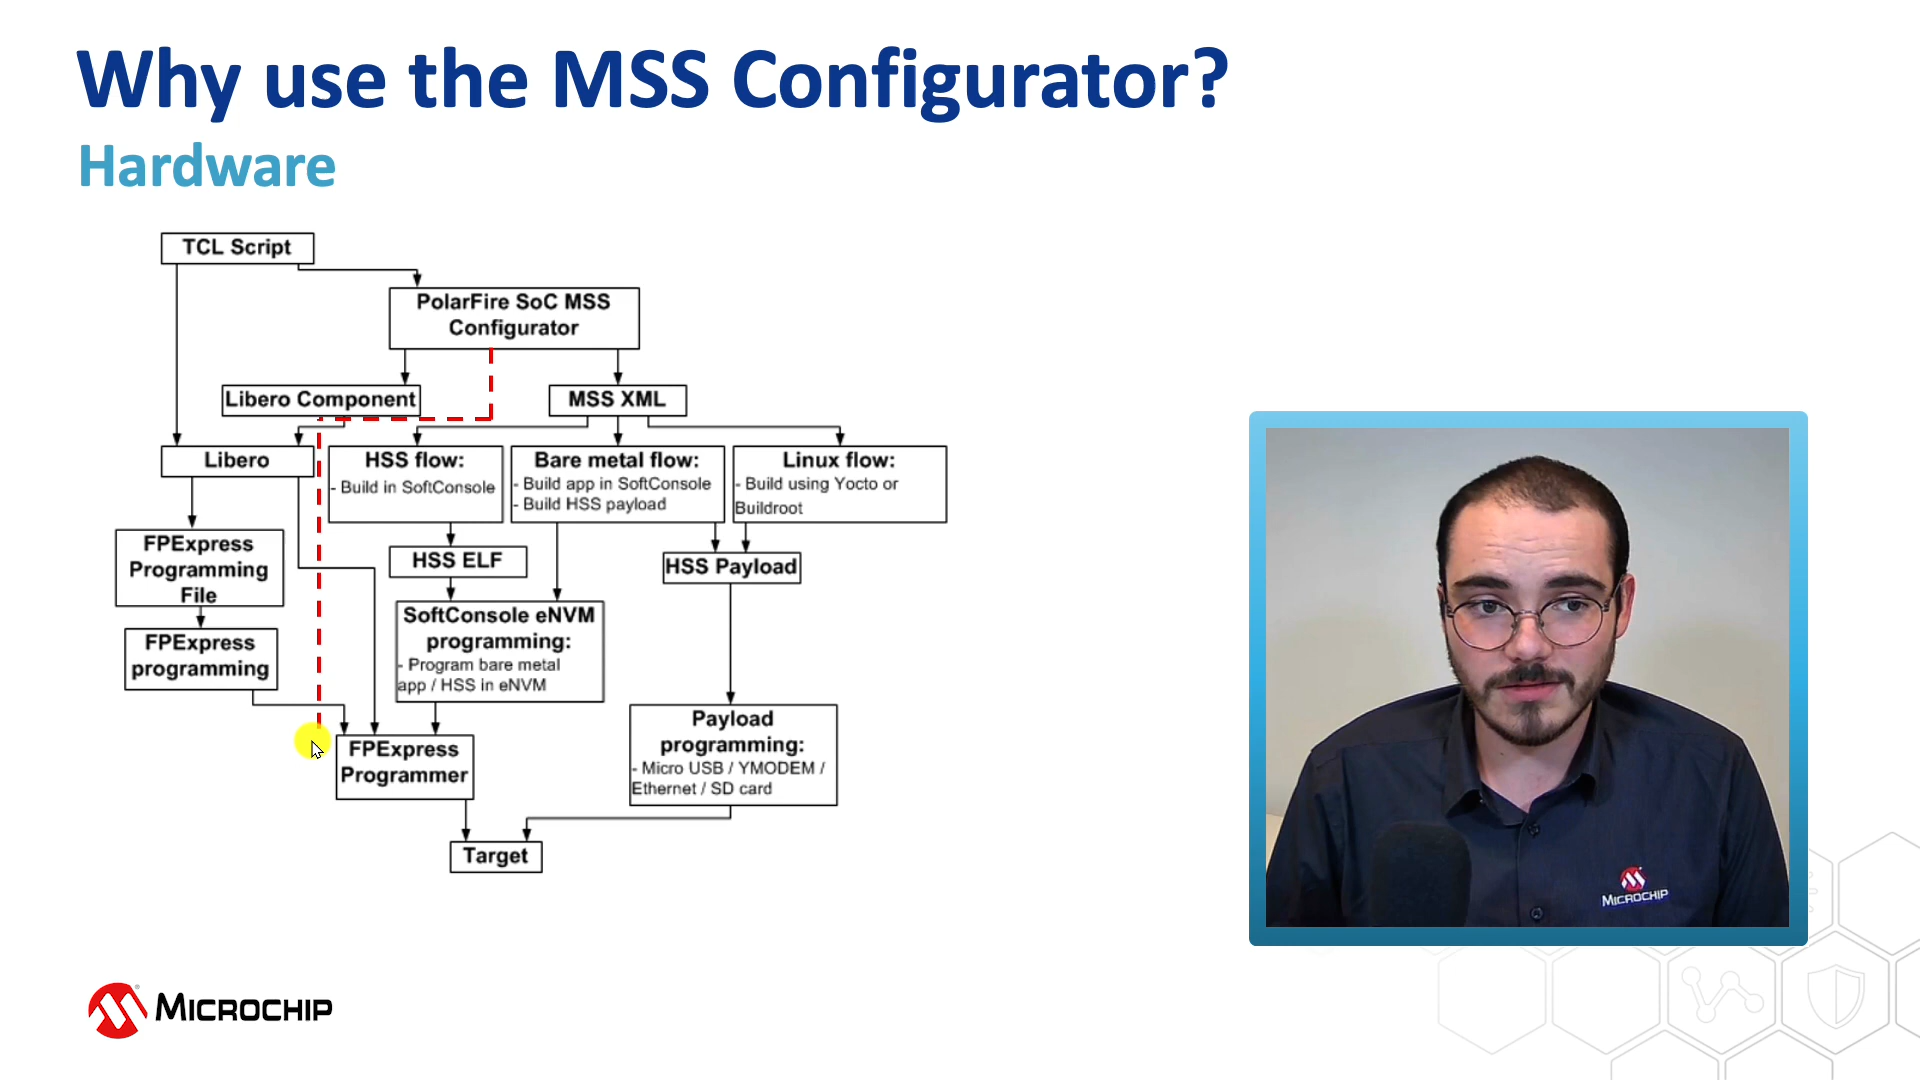 Why use the MSS Configurator?
Hardware
TCL Script
PolarFire SoC MSS
Configurator
Libero Component
MSS XML
Libero
HSS flow:
- Build in SoftConsole
Bare metal flow:
- Build app in SoftConsole
- Build HSS payload
Linux flow:
- Build using Yocto or
Buildroot
FPExpress
Programming
File
HSS ELF
HSS Payload
SoftConsole eNVM
programming:
- Program bare metal
app / HSS in eNVM
FPExpress
programming
Payload
programming:
- Micro USB / YMODEM /
Ethernet / SD card
FPExpress
Programmer
Target
MICROCHIP
MICROCHIP